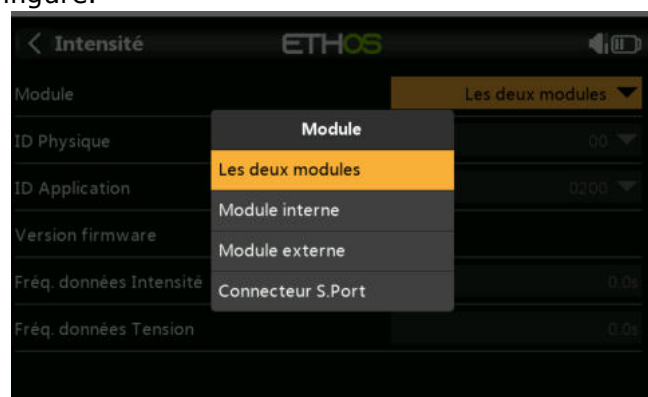 Intensité ETHOS
Module Les deux modules
Module
ID Physique 00
Les deux modules
ID Application 0200
Module interne
Version firmware
Module externe
Fréq. données Intensité 0.0s
Connecteur S.Port
Fréq. données Tension 0.0s